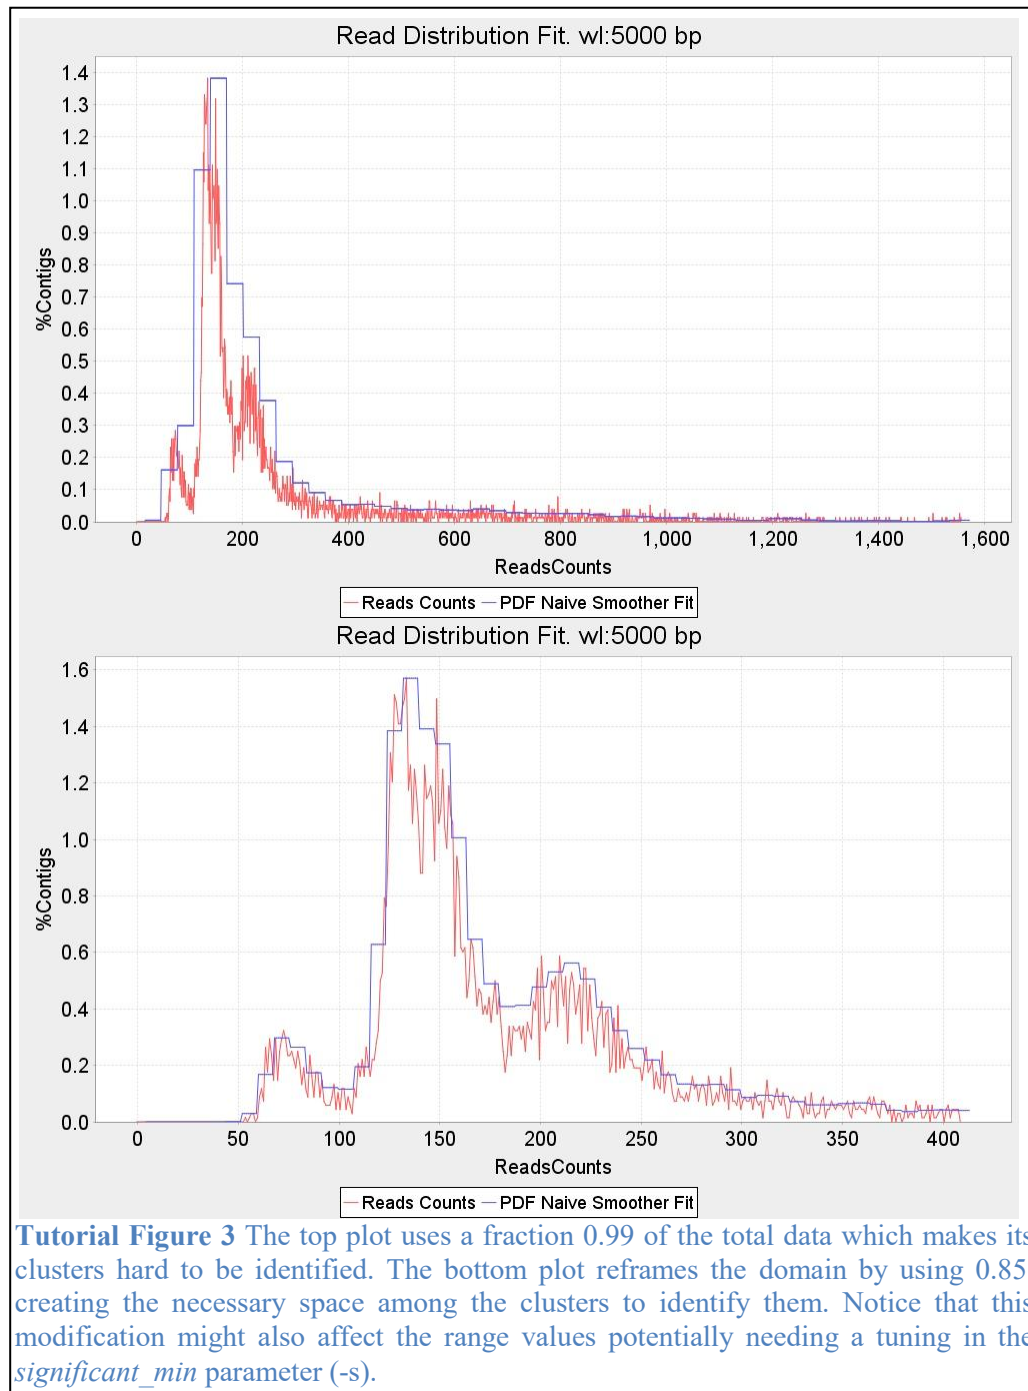 Read Distribution Fit. wl:5000 bp
1.4
1.3
1.2
1.1
1.0
0.9
0.8
0.7
0.6
0.5
0.4
0.3
0.2
0.1
0.0
%Contigs
0 200 400 600 800 1,000 1,200 1,400 1,600
ReadsCounts
Reads Counts PDF Naive Smoother Fit
Read Distribution Fit. wl:5000 bp
1.6
1.4
1.2
1.0
0.8
0.6
0.4
0.2
0.0
%Contigs
0 50 100 150 200 250 300 350 400
ReadsCounts
Reads Counts PDF Naive Smoother Fit
Tutorial Figure 3 The top plot uses a fraction 0.99 of the total data which makes its
clusters hard to be identified. The bottom plot reframes the domain by using 0.85
creating the necessary space among the clusters to identify them. Notice that this
modification might also affect the range values potentially needing a tuning in the
significant_min parameter (-s).